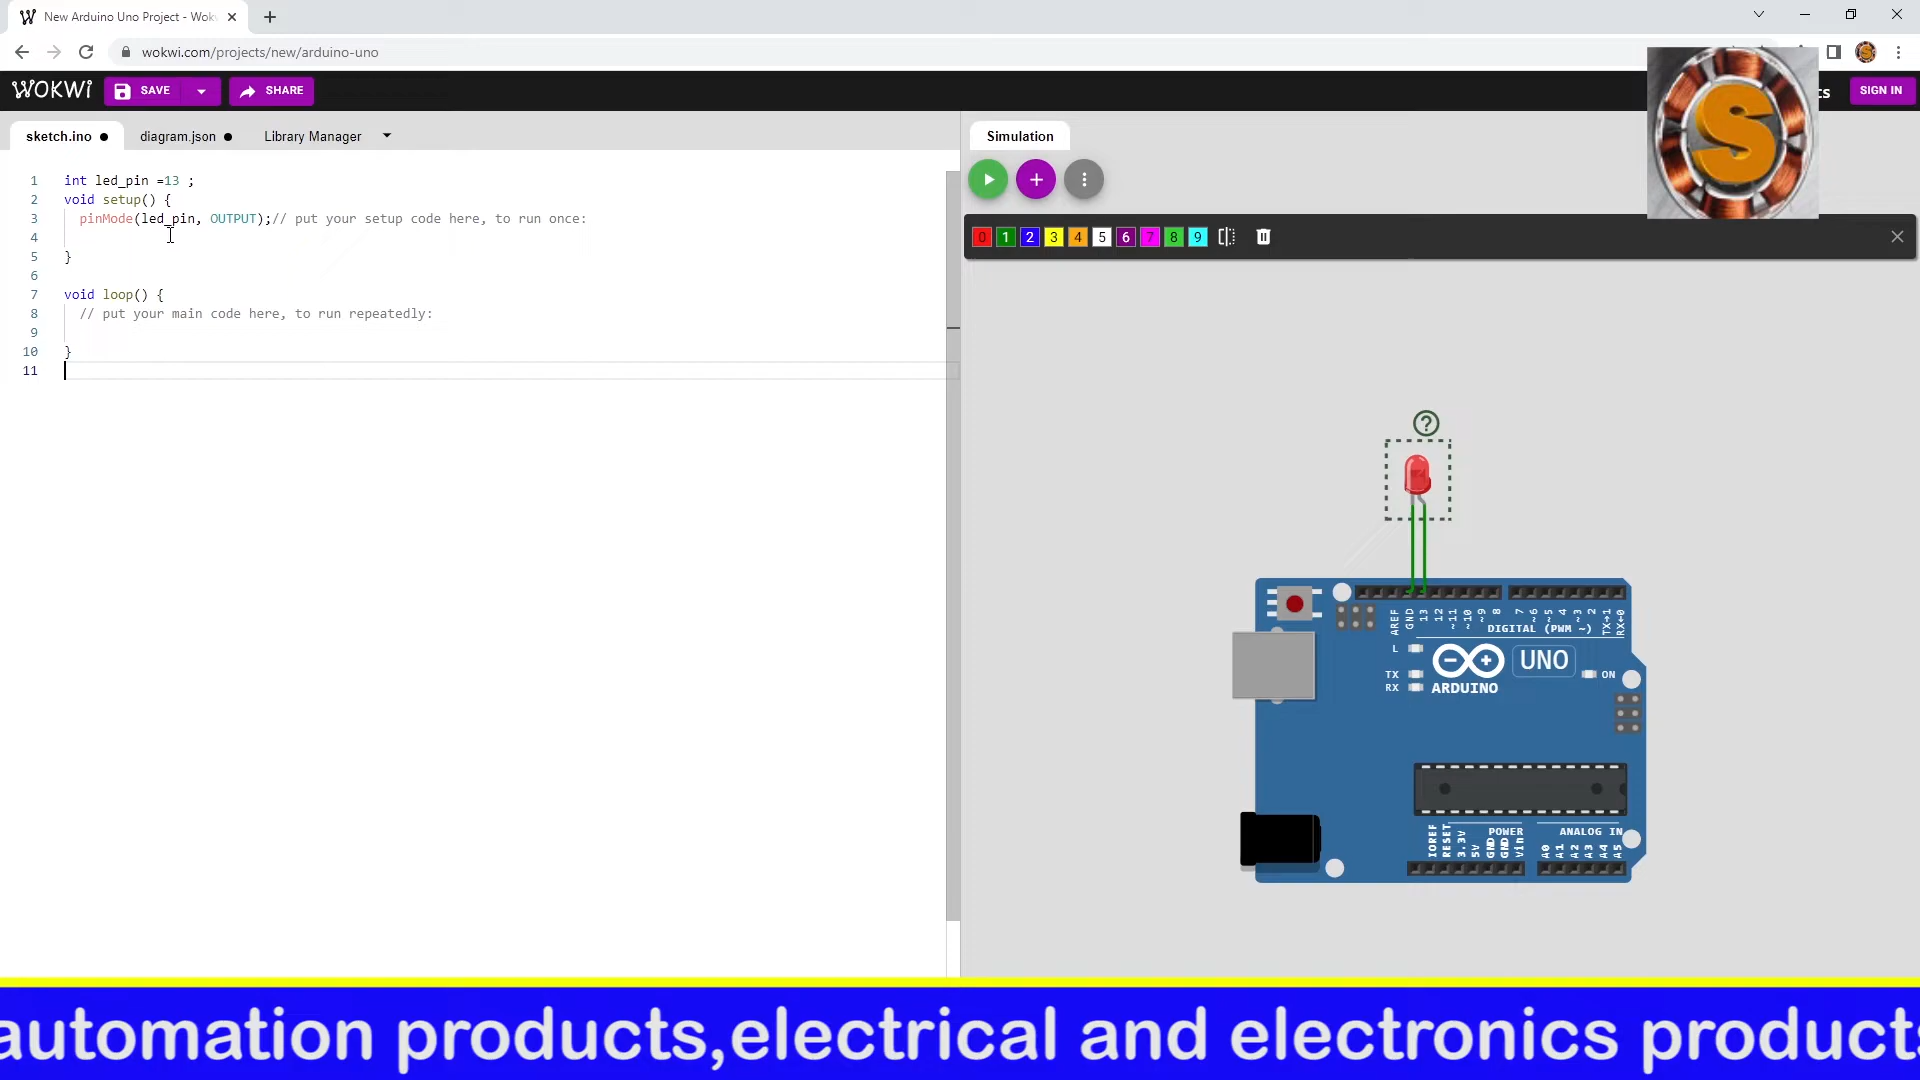 New Arduino Uno Project - Wok
wokwi.com/projects/new/arduino-uno
WOKWI
SAVE
SHARE
SIGN IN
sketch.ino
diagram.json
Library Manager
Simulation
0 1 2 3 4 5 6 7 8 9
1 int led_pin =13 ;
2 void setup() {
3 pinMode(led_pin, OUTPUT);// put your setup code here, to run once:
4
5 }
6
7 void loop() {
8 // put your main code here, to run repeatedly:
9
10 }
11
S
?
AREF GND 13 12 ~11 ~10 ~9 8 7 ~6 ~5 4 ~3 2 TX→1 RX←0
DIGITAL (PWM ~)
L
TX
RX
UNO
ARDUINO
ON
POWER
ANALOG IN
IOREF RESET 3.3V 5V GND GND Vin A0 A1 A2 A3 A4 A5
automation products,electrical and electronics products